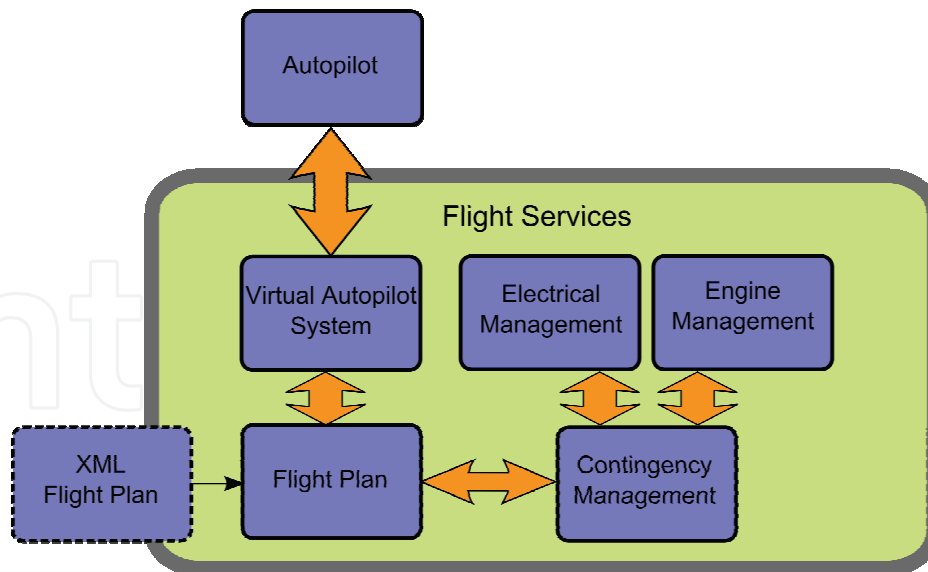 Autopilot
Flight Services
Virtual Autopilot
System
Electrical
Management
Engine
Management
XML
Flight Plan
Flight Plan
Contingency
Management